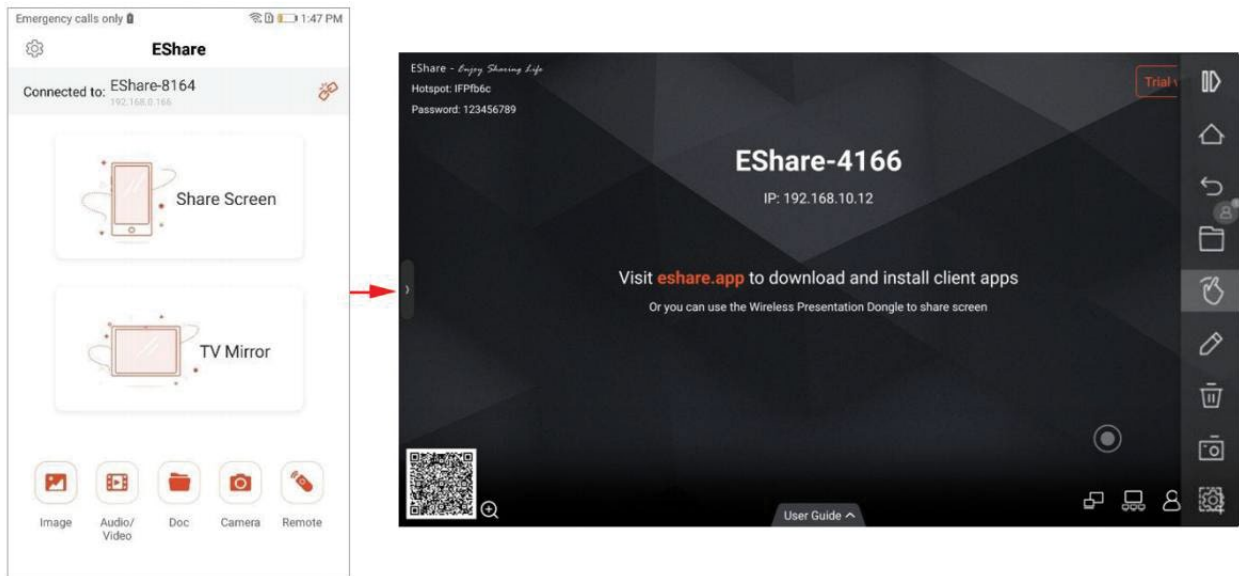 Emergency calls only
1:47 PM
EShare
Connected to: EShare-8164
192.168.0.166
Share Screen
TV Mirror
Image
Audio/
Video
Doc
Camera
Remote
EShare - Enjoy Sharing Life
Hotspot: IFPfb6c
Password: 123456789
Trial
EShare-4166
IP: 192.168.10.12
Visit eshare.app to download and install client apps
Or you can use the Wireless Presentation Dongle to share screen
User Guide